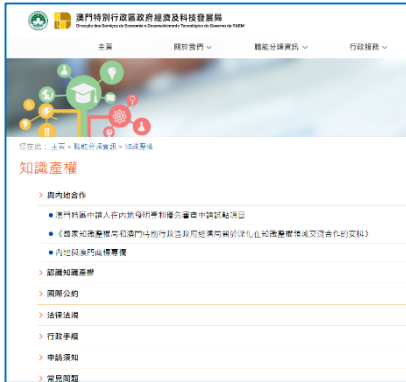 澳門特別行政區政府經濟及科技發展局
Direcção dos Serviços de Economia e Desenvolvimento Tecnológico do Governo da RAEM
主頁 關於我們 職能分類資訊 行政服務
您在此： 主頁 » 職能分類資訊 » 知識產權
知識產權
> 與內地合作
• 澳門特區申請人在內地發明專利優先審查申請試點項目
• 《國家知識產權局和澳門特別行政區政府經濟局關於深化在知識產權領域交流合作的安排》
• 內地與澳門商標專欄
> 認識知識產權
> 國際公約
> 法律法規
> 行政手續
> 申請須知
> 常見問題